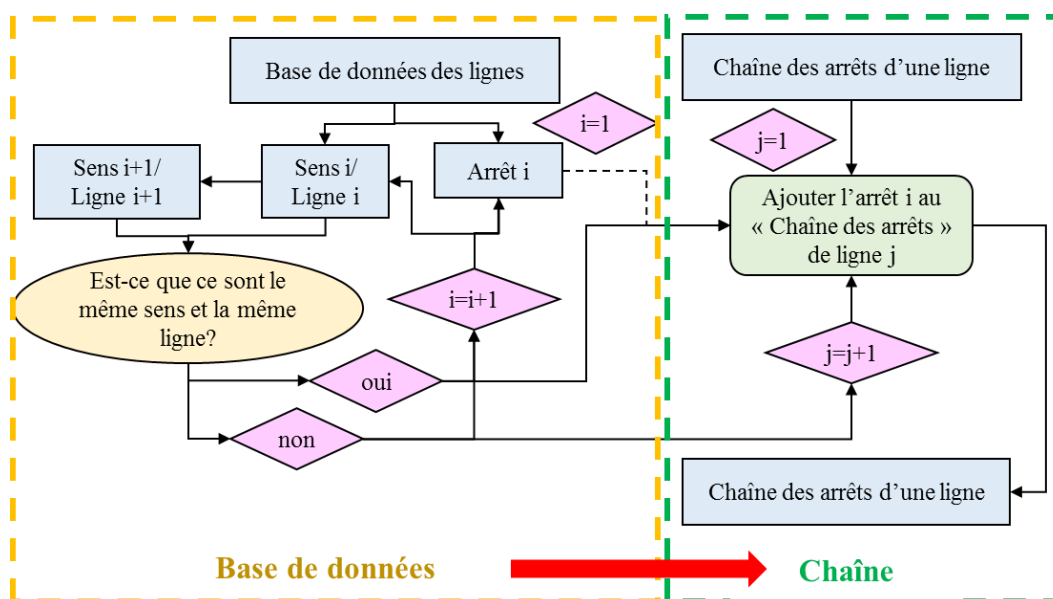 Base de données des lignes
i=1
Sens i+1/
Ligne i+1
Sens i/
Ligne i
Arrêt i
Est-ce que ce sont le
même sens et la même
ligne?
i=i+1
oui
non
Base de données
Chaîne des arrêts d’une ligne
j=1
Ajouter l’arrêt i au
« Chaîne des arrêts »
de ligne j
j=j+1
Chaîne des arrêts d’une ligne
Chaîne